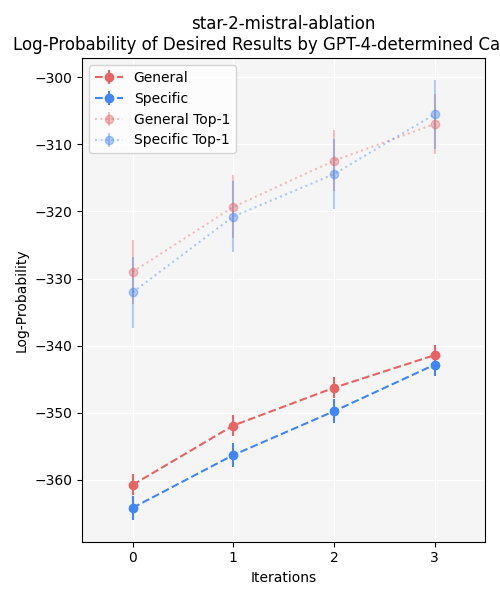 star-2-mistral-ablation
Log-Probability of Desired Results by GPT-4-determined Ca
General
Specific
General Top-1
Specific Top-1
Log-Probability
−300
−310
−320
−330
−340
−350
−360
0 1 2 3
Iterations